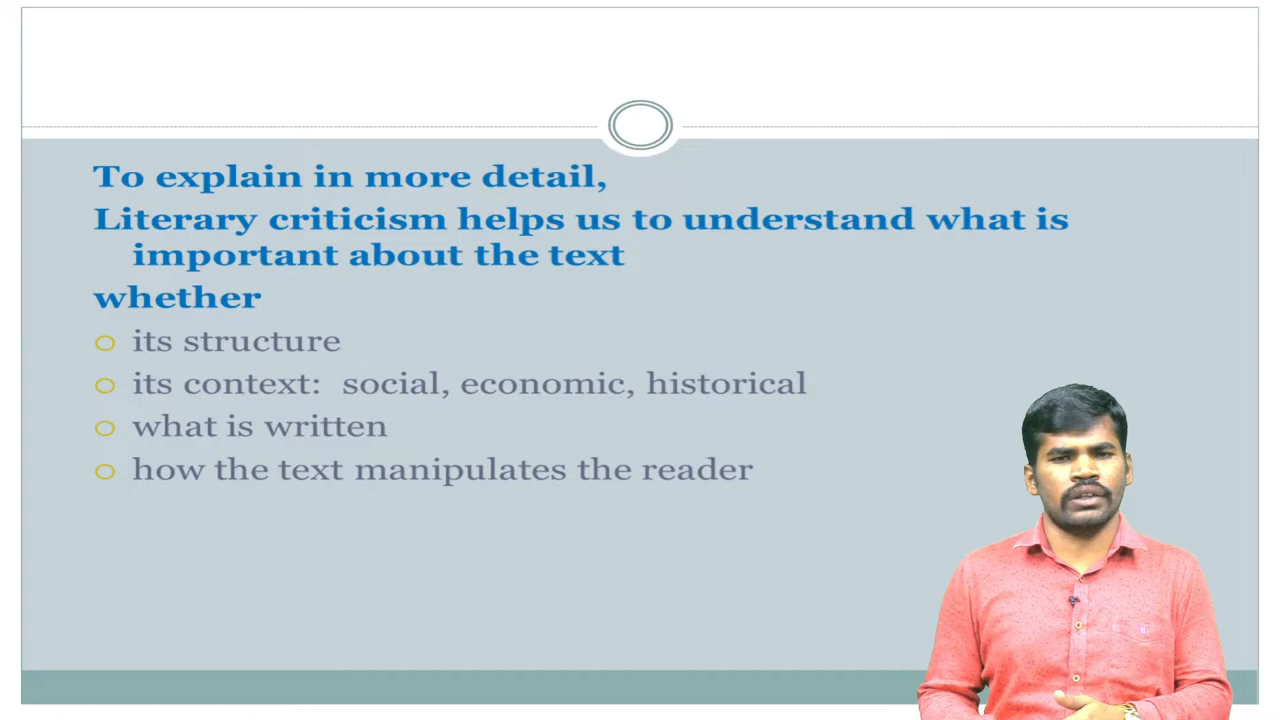 To explain in more detail,
Literary criticism helps us to understand what is
important about the text
whether
its structure
its context: social, economic, historical
what is written
how the text manipulates the reader